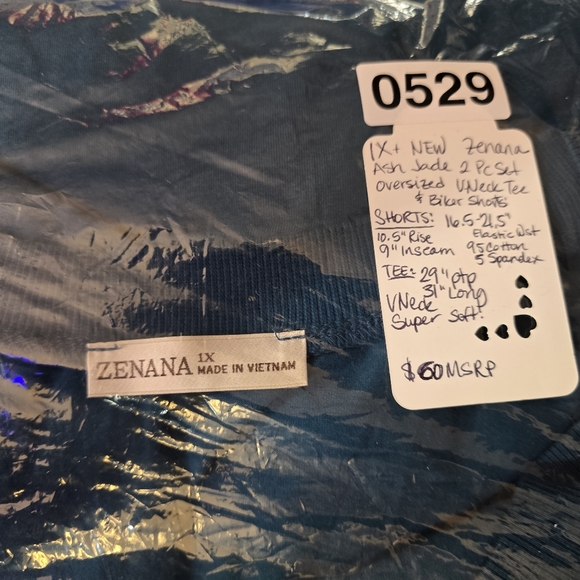 0529
1X+ NEW Zenana
Ash Jade 2 Pc Set
Oversized V.Neck Tee
& Biker Shorts
SHORTS: 16.5-21.5"
10.5" Rise Elastic Wst
9" Inseam 95 Cotton
5 Spandex
TEE: 29" ptp
31" Long
V Neck
Super Soft!
$60 MSRP
ZENANA 1X
MADE IN VIETNAM